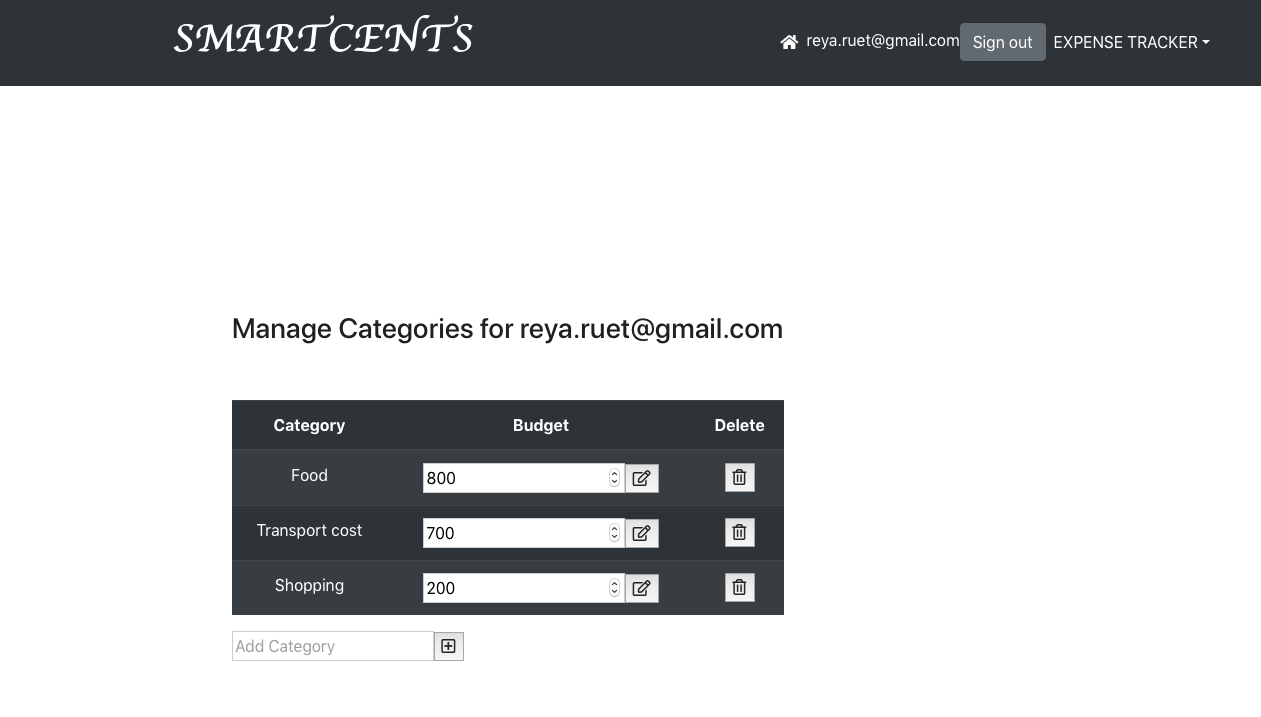 SMARTCENTS
reya.ruet@gmail.com Sign out EXPENSE TRACKER
Manage Categories for reya.ruet@gmail.com
Category Budget Delete
Food 800
Transport cost 700
Shopping 200
Add Category